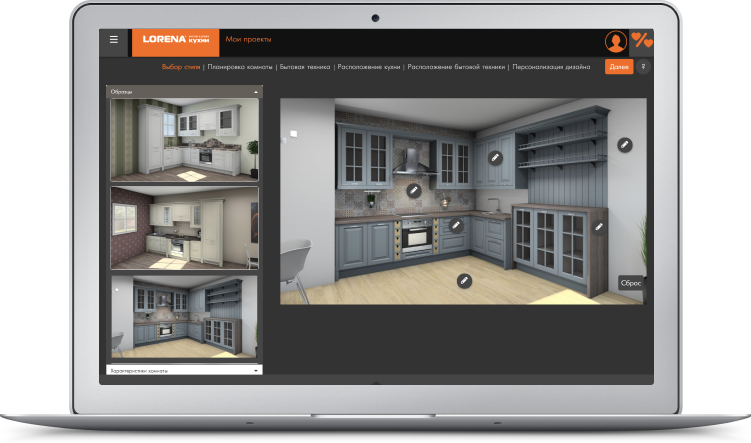 LORENA КУХНИ
Мои проекты
Выбор стиля | Планировка комнаты | Бытовая техника | Расположение кухни | Расположение бытовой техники | Персонализация дизайна
Далее
?
Образцы
Сброс
Характеристики комнаты